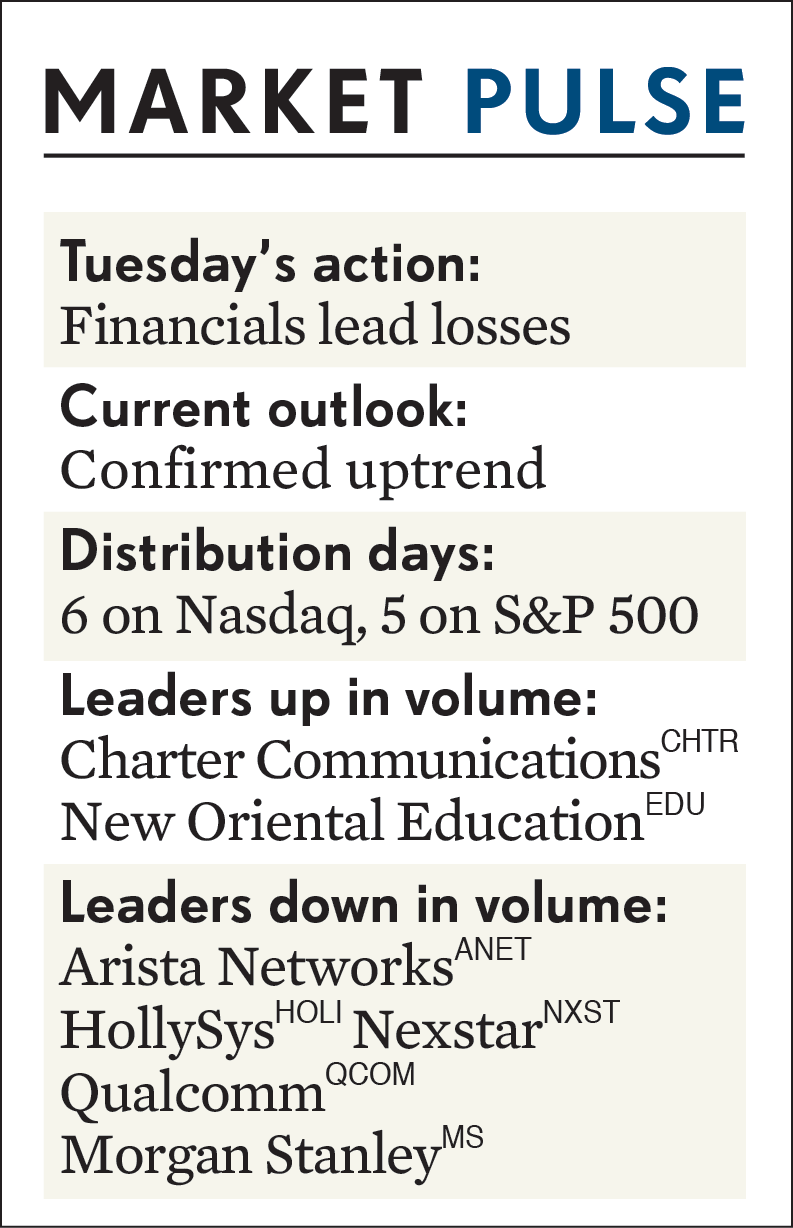 MARKET PULSE
Tuesday’s action:
Financials lead losses
Current outlook:
Confirmed uptrend
Distribution days:
6 on Nasdaq, 5 on S&P 500
Leaders up in volume:
Charter Communications CHTR
New Oriental Education EDU
Leaders down in volume:
Arista Networks ANET
HollySys HOLI Nexstar NXST
Qualcomm QCOM
Morgan Stanley MS